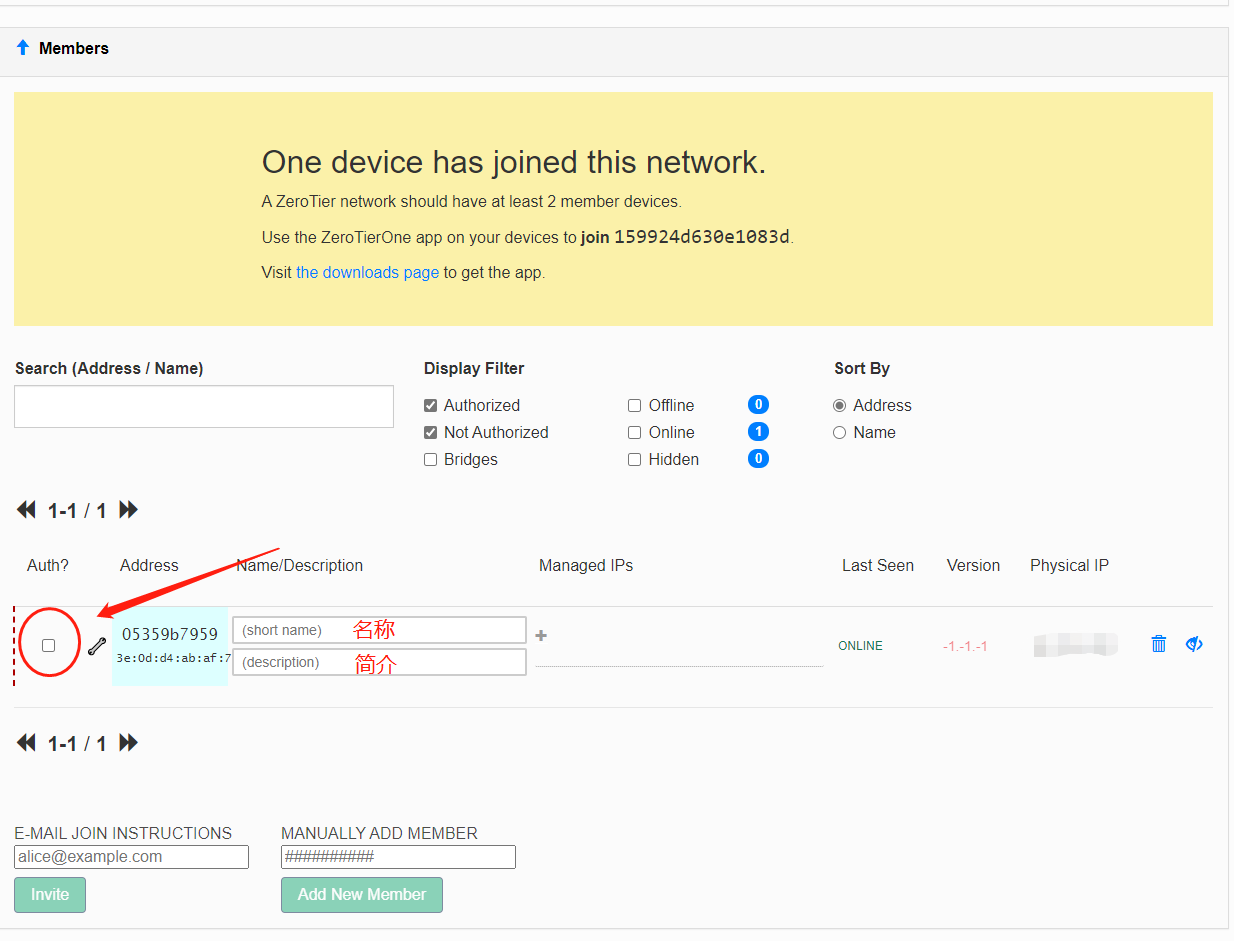 Members
One device has joined this network.
A ZeroTier network should have at least 2 member devices.
Use the ZeroTierOne app on your devices to join 159924d630e1083d.
Visit the downloads page to get the app.
Search (Address / Name)
Display Filter
Sort By
Authorized
Offline
0
Address
Not Authorized
Online
1
Name
Bridges
Hidden
0
1-1 / 1
Auth?
Address
Name/Description
Managed IPs
Last Seen
Version
Physical IP
05359b7959
3e:0d:d4:ab:af:7
(short name)
名称
(description)
简介
+
ONLINE
-1.-1.-1
1-1 / 1
E-MAIL JOIN INSTRUCTIONS
MANUALLY ADD MEMBER
alice@example.com
##########
Invite
Add New Member